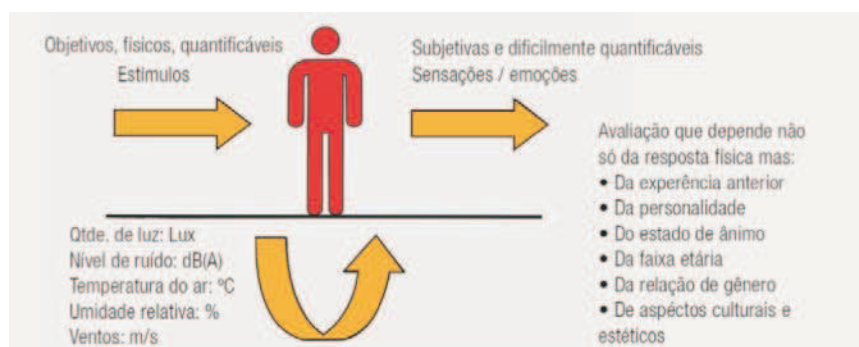 Objetivos, físicos, quantificáveis
Estimulos
Subjetivas e dificilmente quantificáveis
Sensações / emoções
Qtde. de luz: Lux
Nível de ruído: dB(A)
Temperatura do ar: ºC
Umidade relativa: %
Ventos: m/s
Avaliação que depende não
só da resposta física mas:
• Da experência anterior
• Da personalidade
• Do estado de ânimo
• Da faixa etária
• Da relação de gênero
• De aspéctos culturais e
estéticos